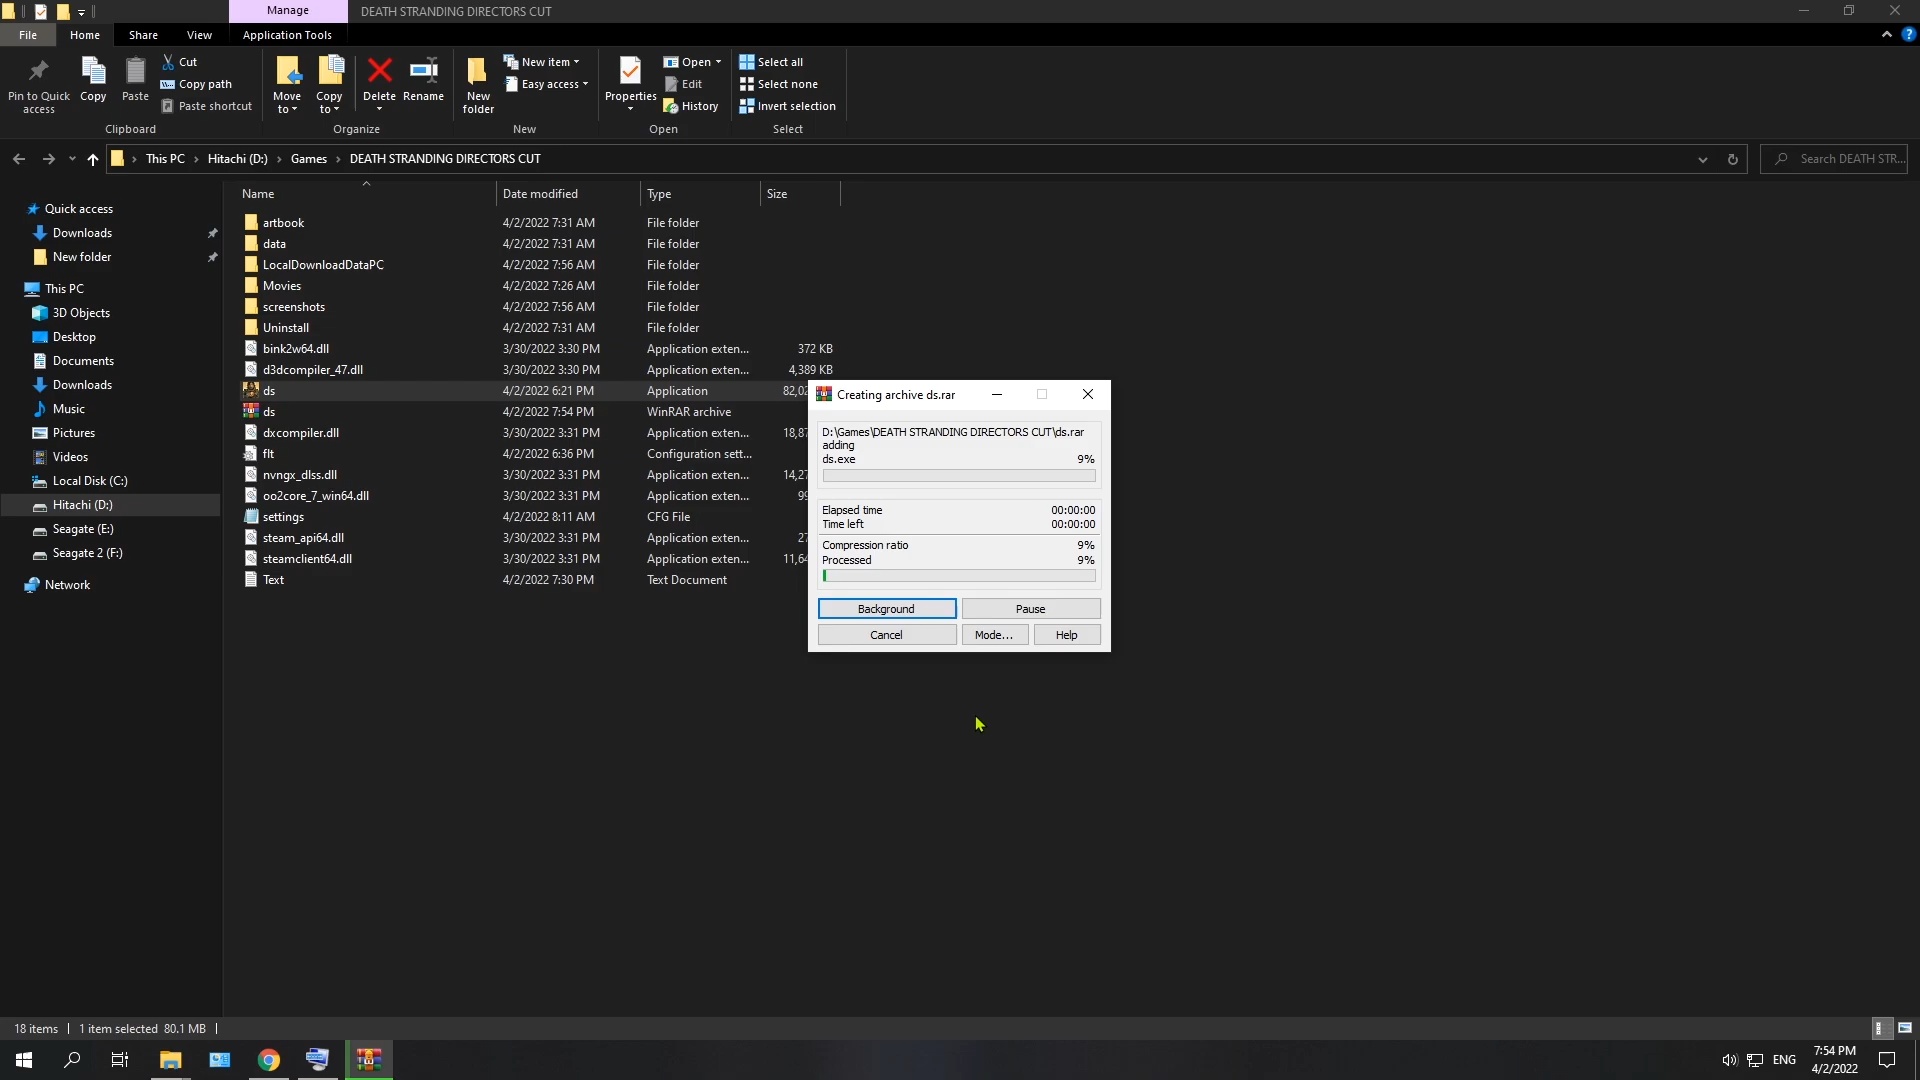 Manage
DEATH STRANDING DIRECTORS CUT
File
Home
Share
View
Application Tools
Pin to Quick
access
Copy
Paste
Cut
Copy path
Paste shortcut
Clipboard
Move
to
Copy
to
Delete
Rename
Organize
New
folder
New item
Easy access
New
Properties
Open
Edit
History
Open
Select all
Select none
Invert selection
Select
This PC
Hitachi (D:)
Games
DEATH STRANDING DIRECTORS CUT
Search DEATH STR...
Name
Date modified
Type
Size
Quick access
Downloads
New folder
This PC
3D Objects
Desktop
Documents
Downloads
Music
Pictures
Videos
Local Disk (C:)
Hitachi (D:)
Seagate (E:)
Seagate 2 (F:)
Network
artbook 4/2/2022 7:31 AM File folder
data 4/2/2022 7:31 AM File folder
LocalDownloadDataPC 4/2/2022 7:56 AM File folder
Movies 4/2/2022 7:26 AM File folder
screenshots 4/2/2022 7:56 AM File folder
Uninstall 4/2/2022 7:31 AM File folder
bink2w64.dll 3/30/2022 3:30 PM Application exten... 372 KB
d3dcompiler_47.dll 3/30/2022 3:30 PM Application exten... 4,389 KB
ds 4/2/2022 6:21 PM Application 82,02
ds 4/2/2022 7:54 PM WinRAR archive
dxcompiler.dll 3/30/2022 3:31 PM Application exten... 18,87
flt 4/2/2022 6:36 PM Configuration sett...
nvngx_dlss.dll 3/30/2022 3:31 PM Application exten... 14,27
oo2core_7_win64.dll 3/30/2022 3:31 PM Application exten... 99
settings 4/2/2022 8:11 AM CFG File
steam_api64.dll 3/30/2022 3:31 PM Application exten... 27
steamclient64.dll 3/30/2022 3:31 PM Application exten... 11,64
Text 4/2/2022 7:30 PM Text Document
Creating archive ds.rar
D:\Games\DEATH STRANDING DIRECTORS CUT\ds.rar
adding
ds.exe 9%
Elapsed time 00:00:00
Time left 00:00:00
Compression ratio 9%
Processed 9%
Background
Pause
Cancel
Mode...
Help
18 items
1 item selected 80.1 MB
ENG
7:54 PM
4/2/2022